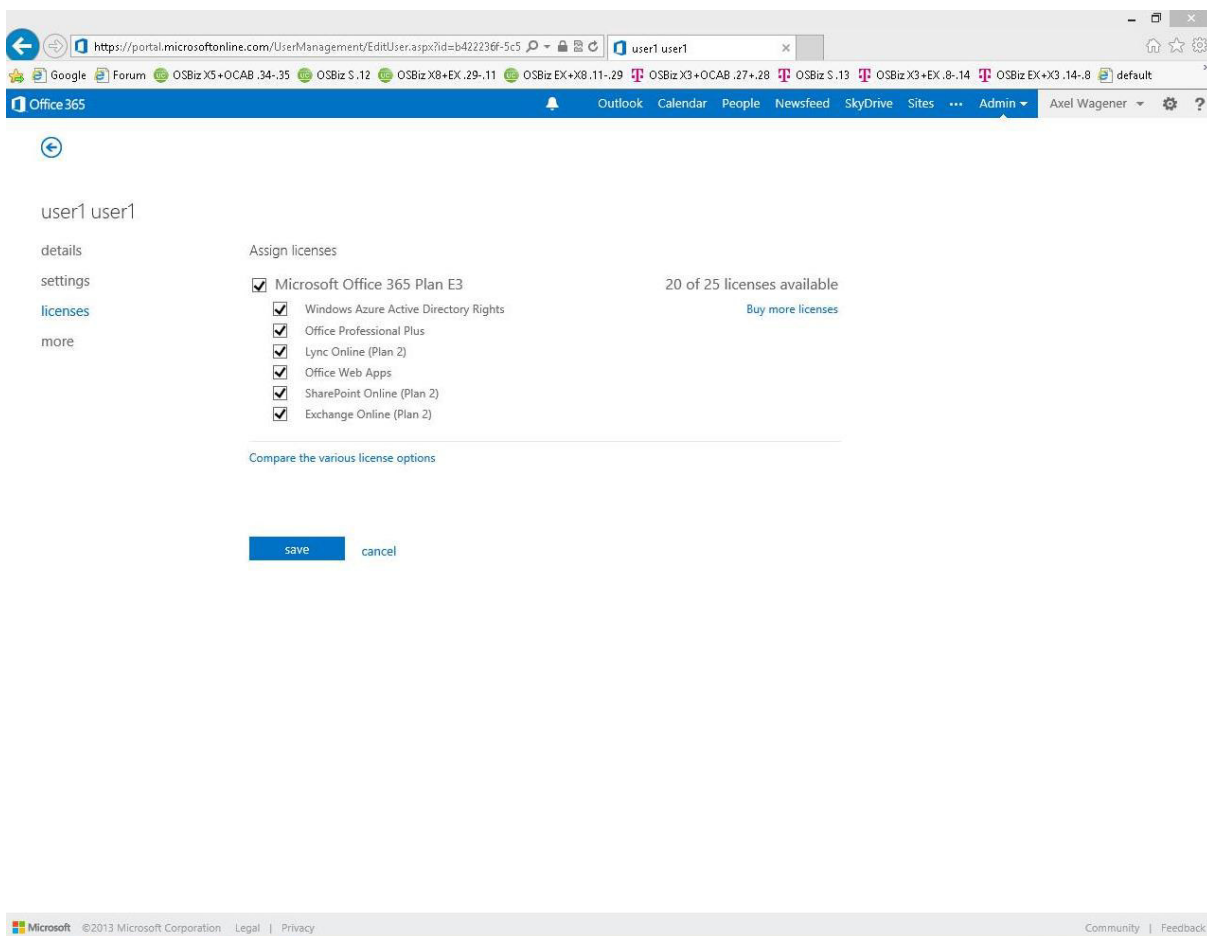 https://portal.microsoftonline.com/UserManagement/EditUser.aspx?id=b422236f-5c5
user1 user1
Google Forum OSBiz X5+OCAB .34-.35 OSBiz S .12 OSBiz X8+EX .29-.11 OSBiz EX+X8 .11-.29 OSBiz X3+OCAB .27+.28 OSBiz S .13 OSBiz X3+EX .8-.14 OSBiz EX+X3 .14-.8 default
Office 365 Outlook Calendar People Newsfeed SkyDrive Sites ... Admin Axel Wagener ?
user1 user1
details
settings
licenses
more
Assign licenses
Microsoft Office 365 Plan E3 20 of 25 licenses available
Windows Azure Active Directory Rights Buy more licenses
Office Professional Plus
Lync Online (Plan 2)
Office Web Apps
SharePoint Online (Plan 2)
Exchange Online (Plan 2)
Compare the various license options
save cancel
Microsoft ©2013 Microsoft Corporation Legal | Privacy Community | Feedback